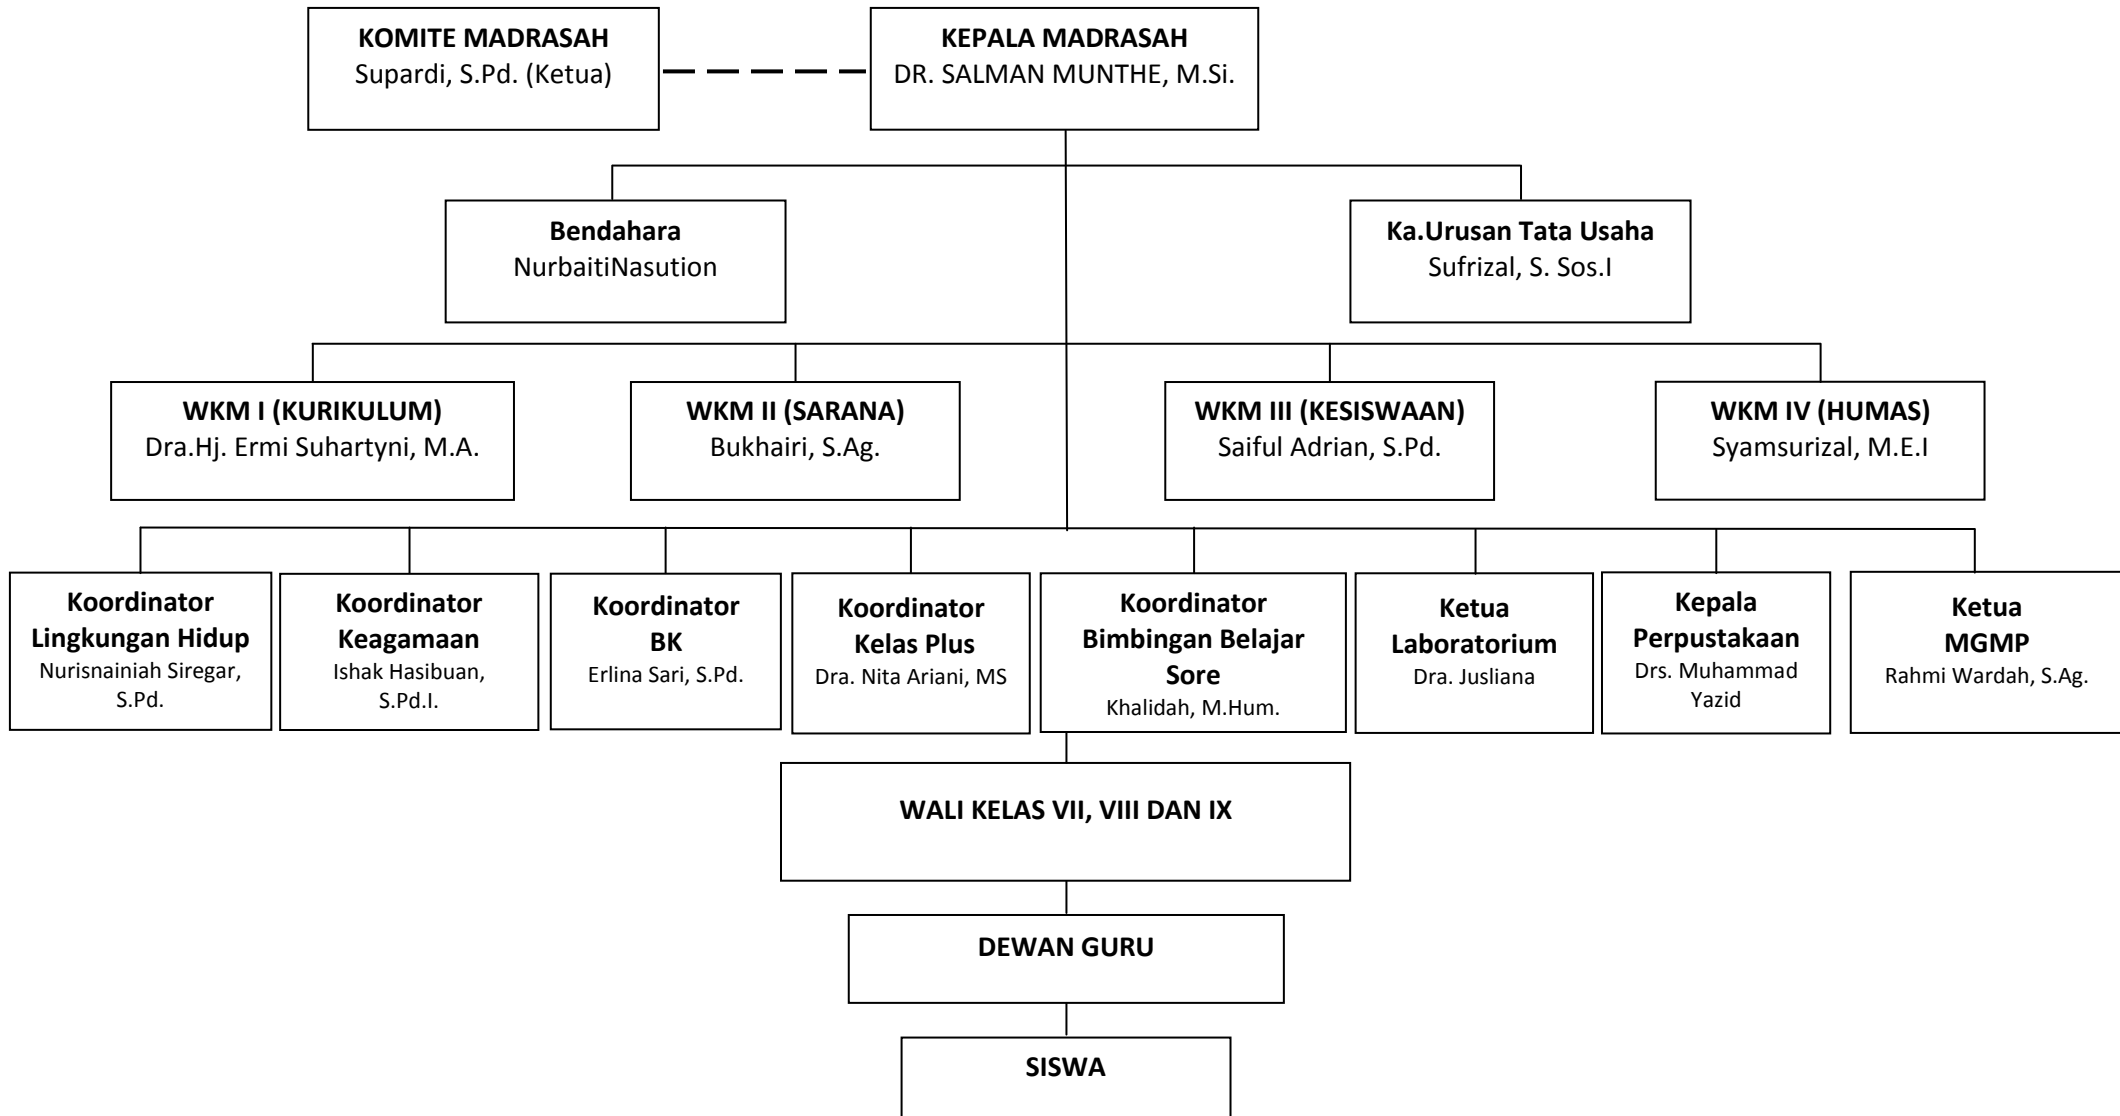 KOMITE MADRASAH
Supardi, S.Pd. (Ketua)
KEPALA MADRASAH
DR. SALMAN MUNTHE, M.Si.
Bendahara
NurbaitiNasution
Ka.Urusan Tata Usaha
Sufrizal, S. Sos.I
WKM I (KURIKULUM)
Dra.Hj. Ermi Suhartyni, M.A.
WKM II (SARANA)
Bukhairi, S.Ag.
WKM III (KESISWAAN)
Saiful Adrian, S.Pd.
WKM IV (HUMAS)
Syamsurizal, M.E.I
Koordinator
Lingkungan Hidup
Nurisnainiah Siregar,
S.Pd.
Koordinator
Keagamaan
Ishak Hasibuan,
S.Pd.I.
Koordinator
BK
Erlina Sari, S.Pd.
Koordinator
Kelas Plus
Dra. Nita Ariani, MS
Koordinator
Bimbingan Belajar
Sore
Khalidah, M.Hum.
Ketua
Laboratorium
Dra. Jusliana
Kepala
Perpustakaan
Drs. Muhammad
Yazid
Ketua
MGMP
Rahmi Wardah, S.Ag.
WALI KELAS VII, VIII DAN IX
DEWAN GURU
SISWA